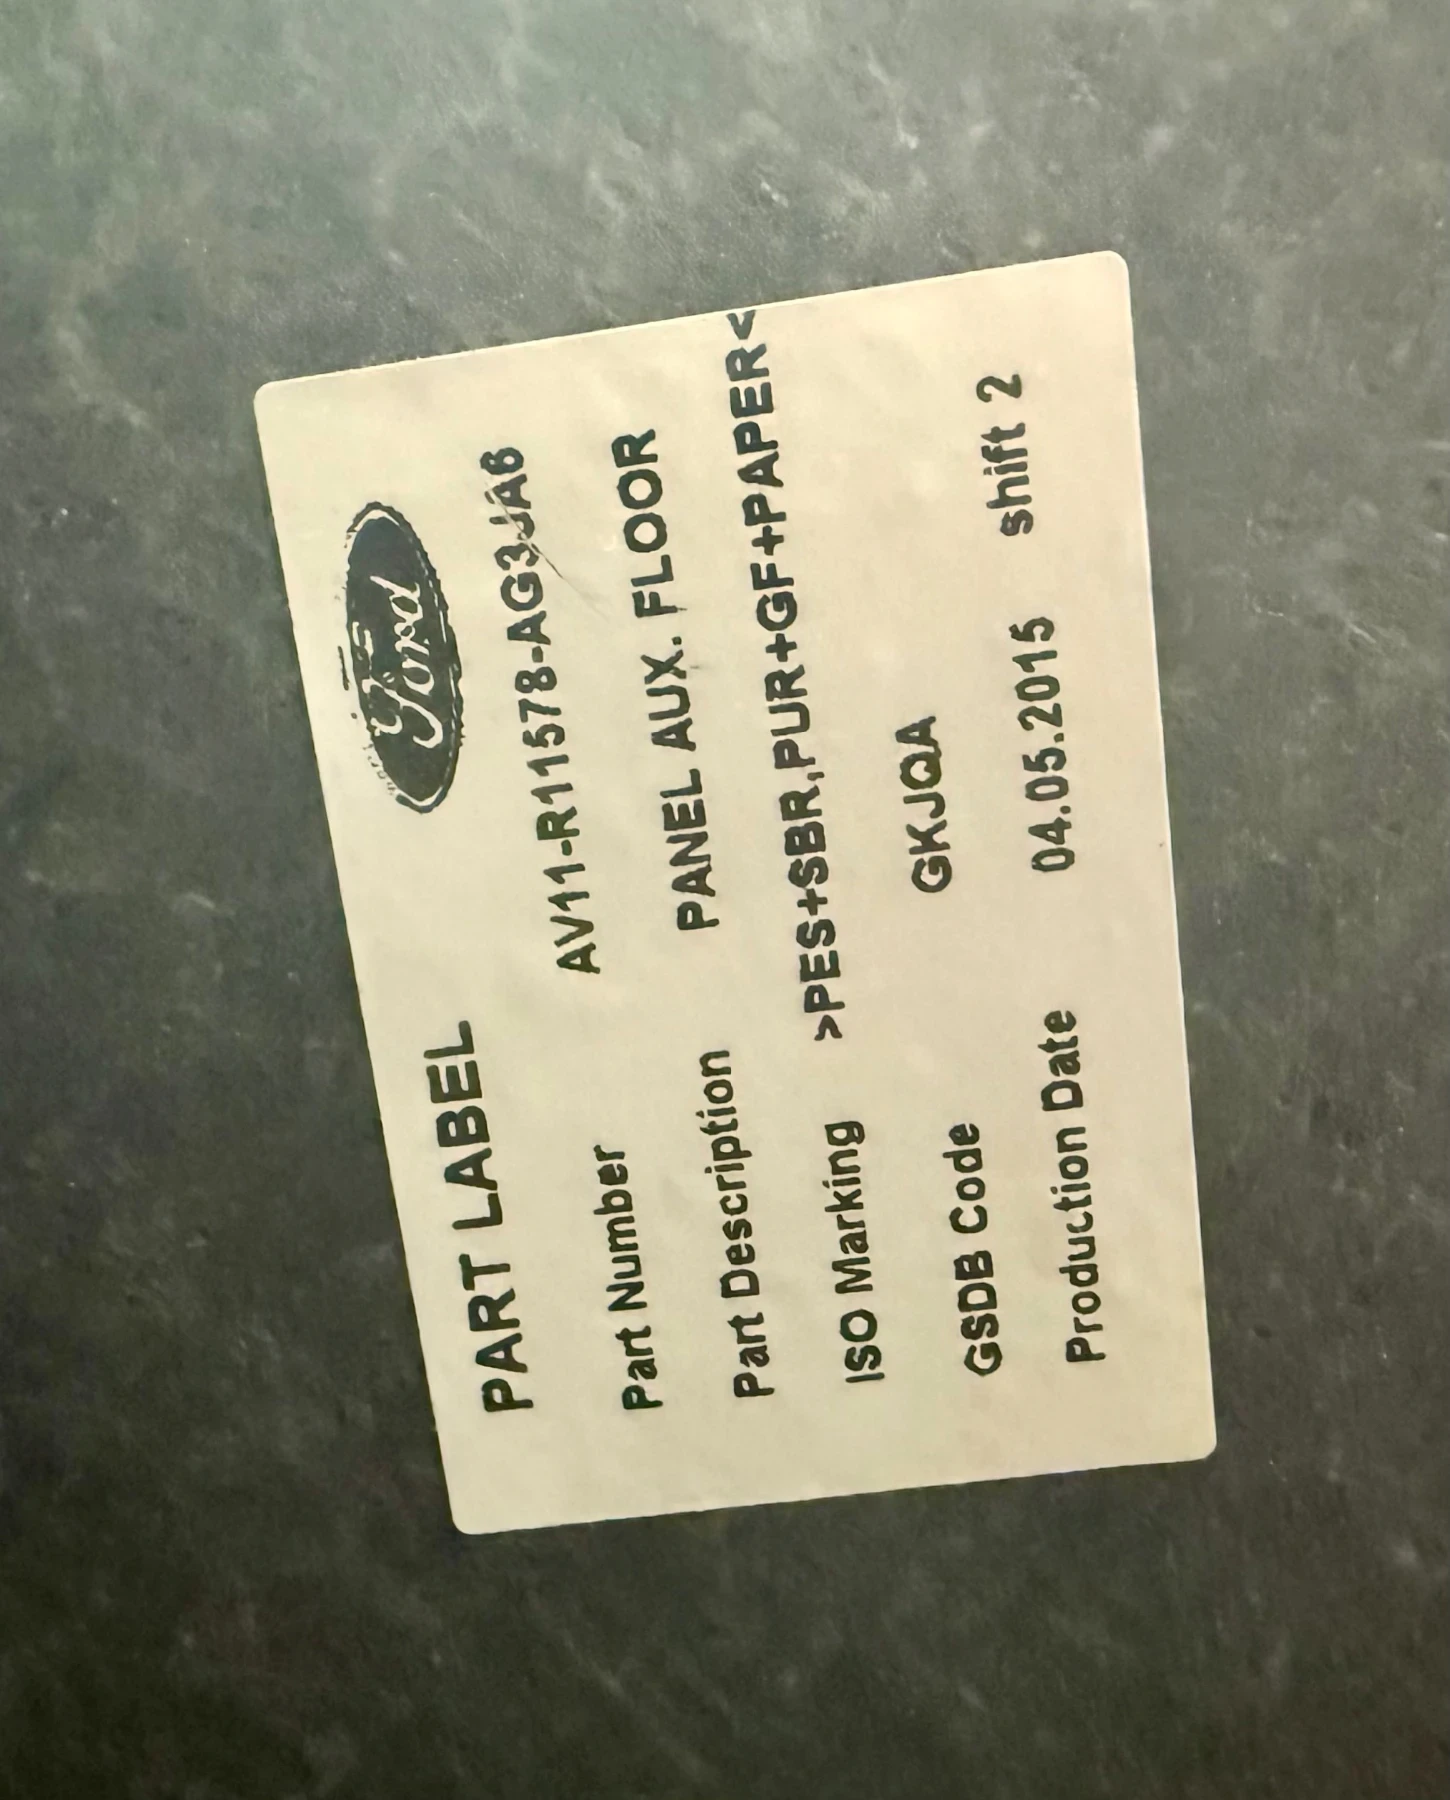 PART LABEL Ford
Part Number AV11-R11578-AG3JA6
Part Description PANEL AUX. FLOOR
ISO Marking >PES+SBR,PUR+GF+PAPER<
GSDB Code GKJQA
Production Date 04.05.2015 shift 2